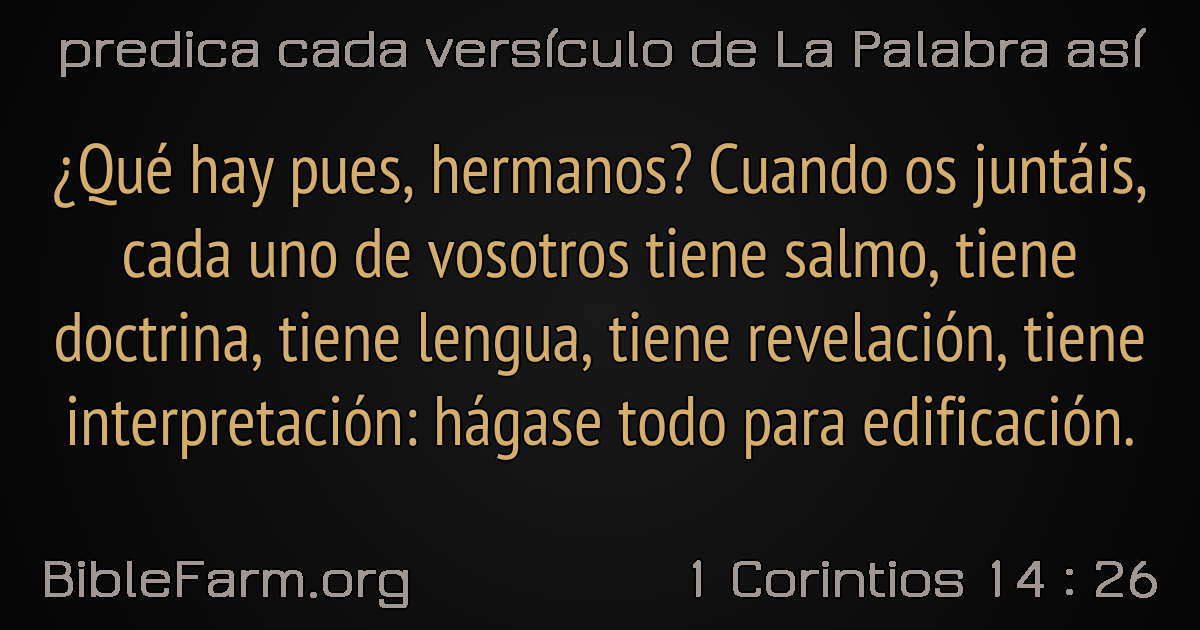 predica cada versículo de La Palabra así
¿Qué hay pues, hermanos? Cuando os juntáis,
cada uno de vosotros tiene salmo, tiene
doctrina, tiene lengua, tiene revelación, tiene
interpretación: hágase todo para edificación.
BibleFarm.org
1 Corintios 14 : 26